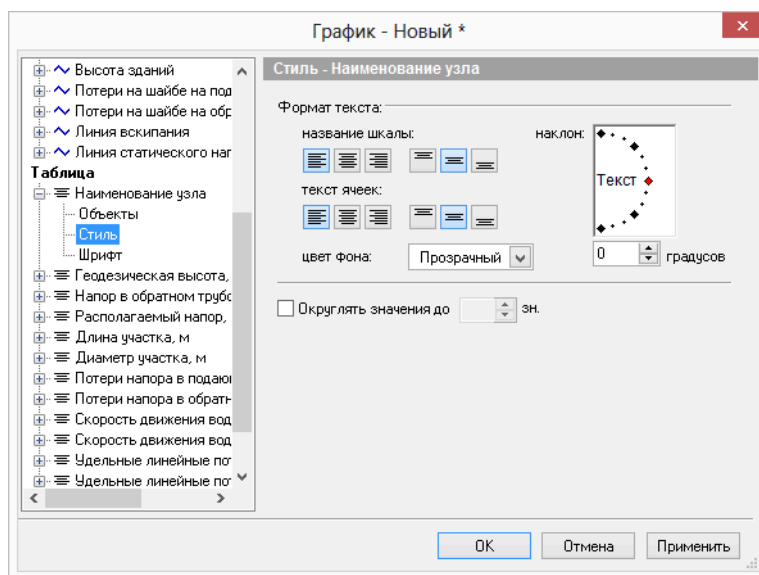 График - Новый *
Высота зданий
Потери на шайбе на под
Потери на шайбе на обр
Линия вскипания
Линия статического наг
Таблица
Наименование узла
Объекты
Стиль
Шрифт
Геодезическая высота,
Напор в обратном трубо
Располагаемый напор,
Длина участка, м
Диаметр участка, м
Потери напора в подаю
Потери напора в обратн
Скорость движения вод
Скорость движения вод
Удельные линейные по
Удельные линейные по
Стиль - Наименование узла
Формат текста:
название шкалы:
наклон:
Текст
текст ячеек:
цвет фона:
Прозрачный
0
градусов
Округлять значения до
зн.
OK
Отмена
Применить